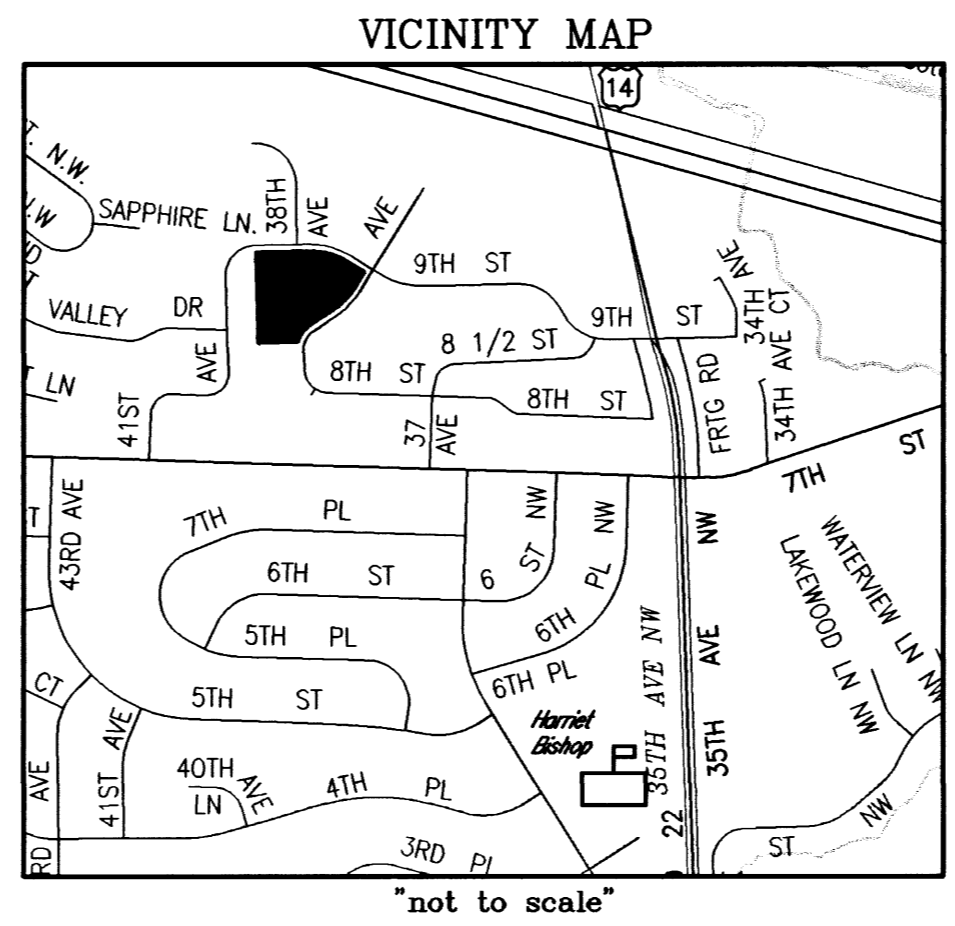 VICINITY MAP
14
T. N.W.
SAPPHIRE LN.
38TH
AVE
AVE
9TH ST
34TH AVE
VALLEY DR
9TH ST
34TH AVE CT
8 1/2 ST
AVE
8TH ST
T LN
8TH ST
FRTG RD
41ST
37
AVE
7TH ST
43RD AVE
T
7TH PL
6TH ST
6
ST NW
PL NW
NW
WATERVIEW LN NW
LAKEWOOD LN NW
5TH PL
6TH
35TH AVE NW
AVE
6TH PL
CT
5TH ST
Harriet
Bishop
35TH
AVE
41ST AVE
40TH
LN
AVE
4TH PL
22
NW
ST
3RD PL
RD
"not to scale"